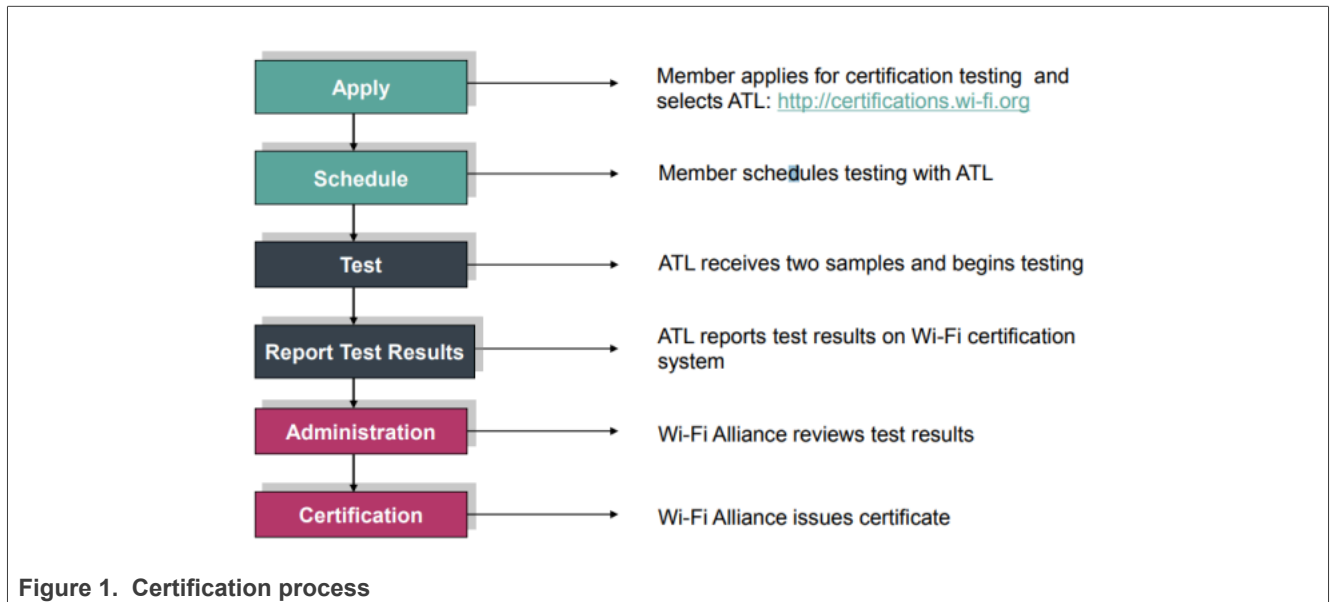 Apply
Member applies for certification testing and
selects ATL: http://certifications.wi-fi.org
Schedule
Member schedules testing with ATL
Test
ATL receives two samples and begins testing
Report Test Results
ATL reports test results on Wi-Fi certification
system
Administration
Wi-Fi Alliance reviews test results
Certification
Wi-Fi Alliance issues certificate
Figure 1. Certification process